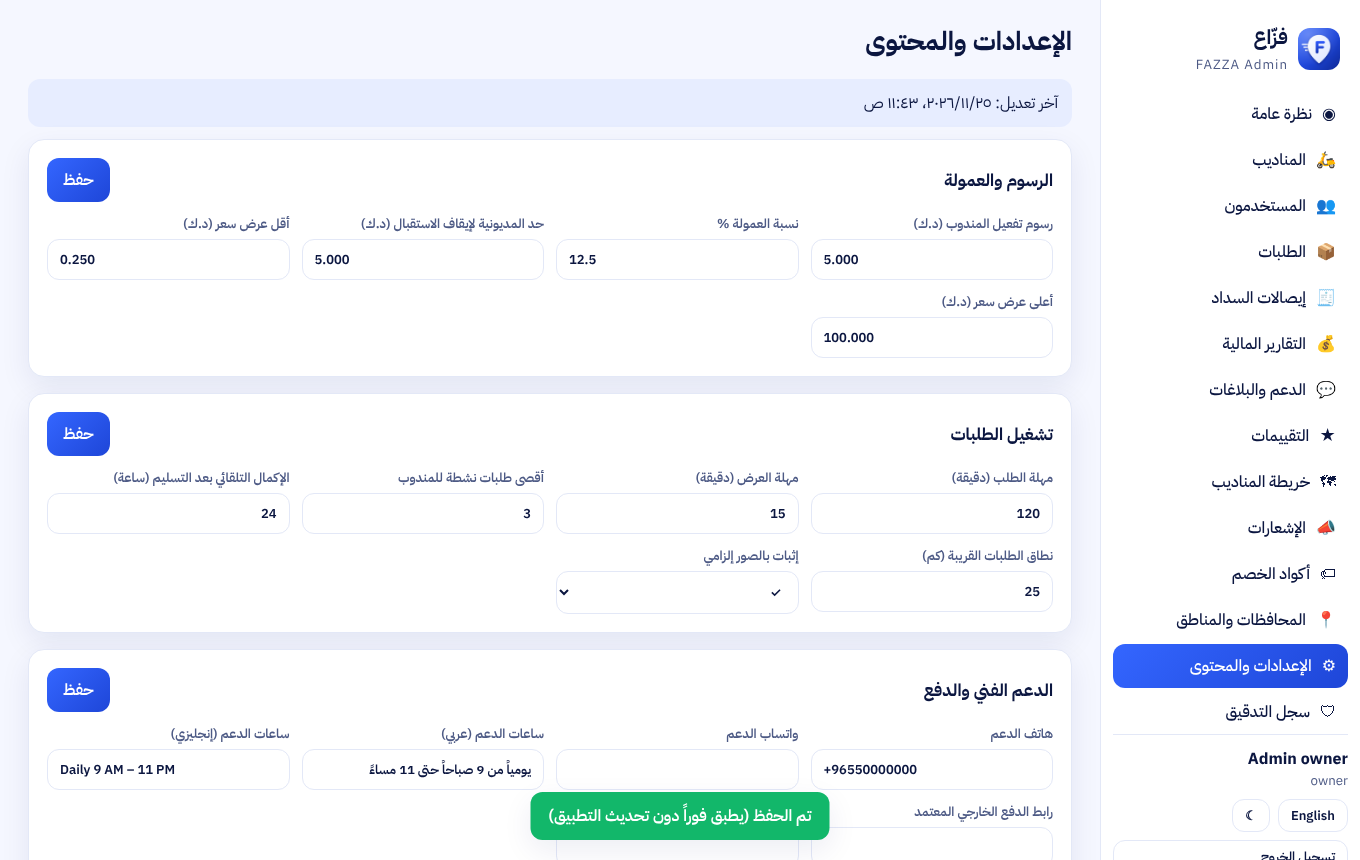 فزّاع
FAZZA Admin
نظرة عامة
المناديب
المستخدمون
الطلبات
إيصالات السداد
التقارير المالية
الدعم والبلاغات
التقييمات
خريطة المناديب
الإشعارات
أكواد الخصم
المحافظات والمناطق
الإعدادات والمحتوى
سجل التدقيق
Admin owner
owner
English
تسجيل الخروج
الإعدادات والمحتوى
آخر تعديل: ٢٠٢٦/١١/٢٥، ١١:٤٣ ص
الرسوم والعمولة
حفظ
رسوم تفعيل المندوب (د.ك)
5.000
نسبة العمولة %
12.5
حد المديونية لإيقاف الاستقبال (د.ك)
5.000
أقل عرض سعر (د.ك)
0.250
أعلى عرض سعر (د.ك)
100.000
تشغيل الطلبات
حفظ
مهلة الطلب (دقيقة)
120
مهلة العرض (دقيقة)
15
أقصى طلبات نشطة للمندوب
3
الإكمال التلقائي بعد التسليم (ساعة)
24
نطاق الطلبات القريبة (كم)
25
إثبات بالصور إلزامي
✓
الدعم الفني والدفع
حفظ
هاتف الدعم
+96550000000
واتساب الدعم
ساعات الدعم (عربي)
يومياً من 9 صباحاً حتى 11 مساءً
ساعات الدعم (إنجليزي)
Daily 9 AM – 11 PM
رابط الدفع الخارجي المعتمد
تم الحفظ (يطبق فوراً دون تحديث التطبيق)